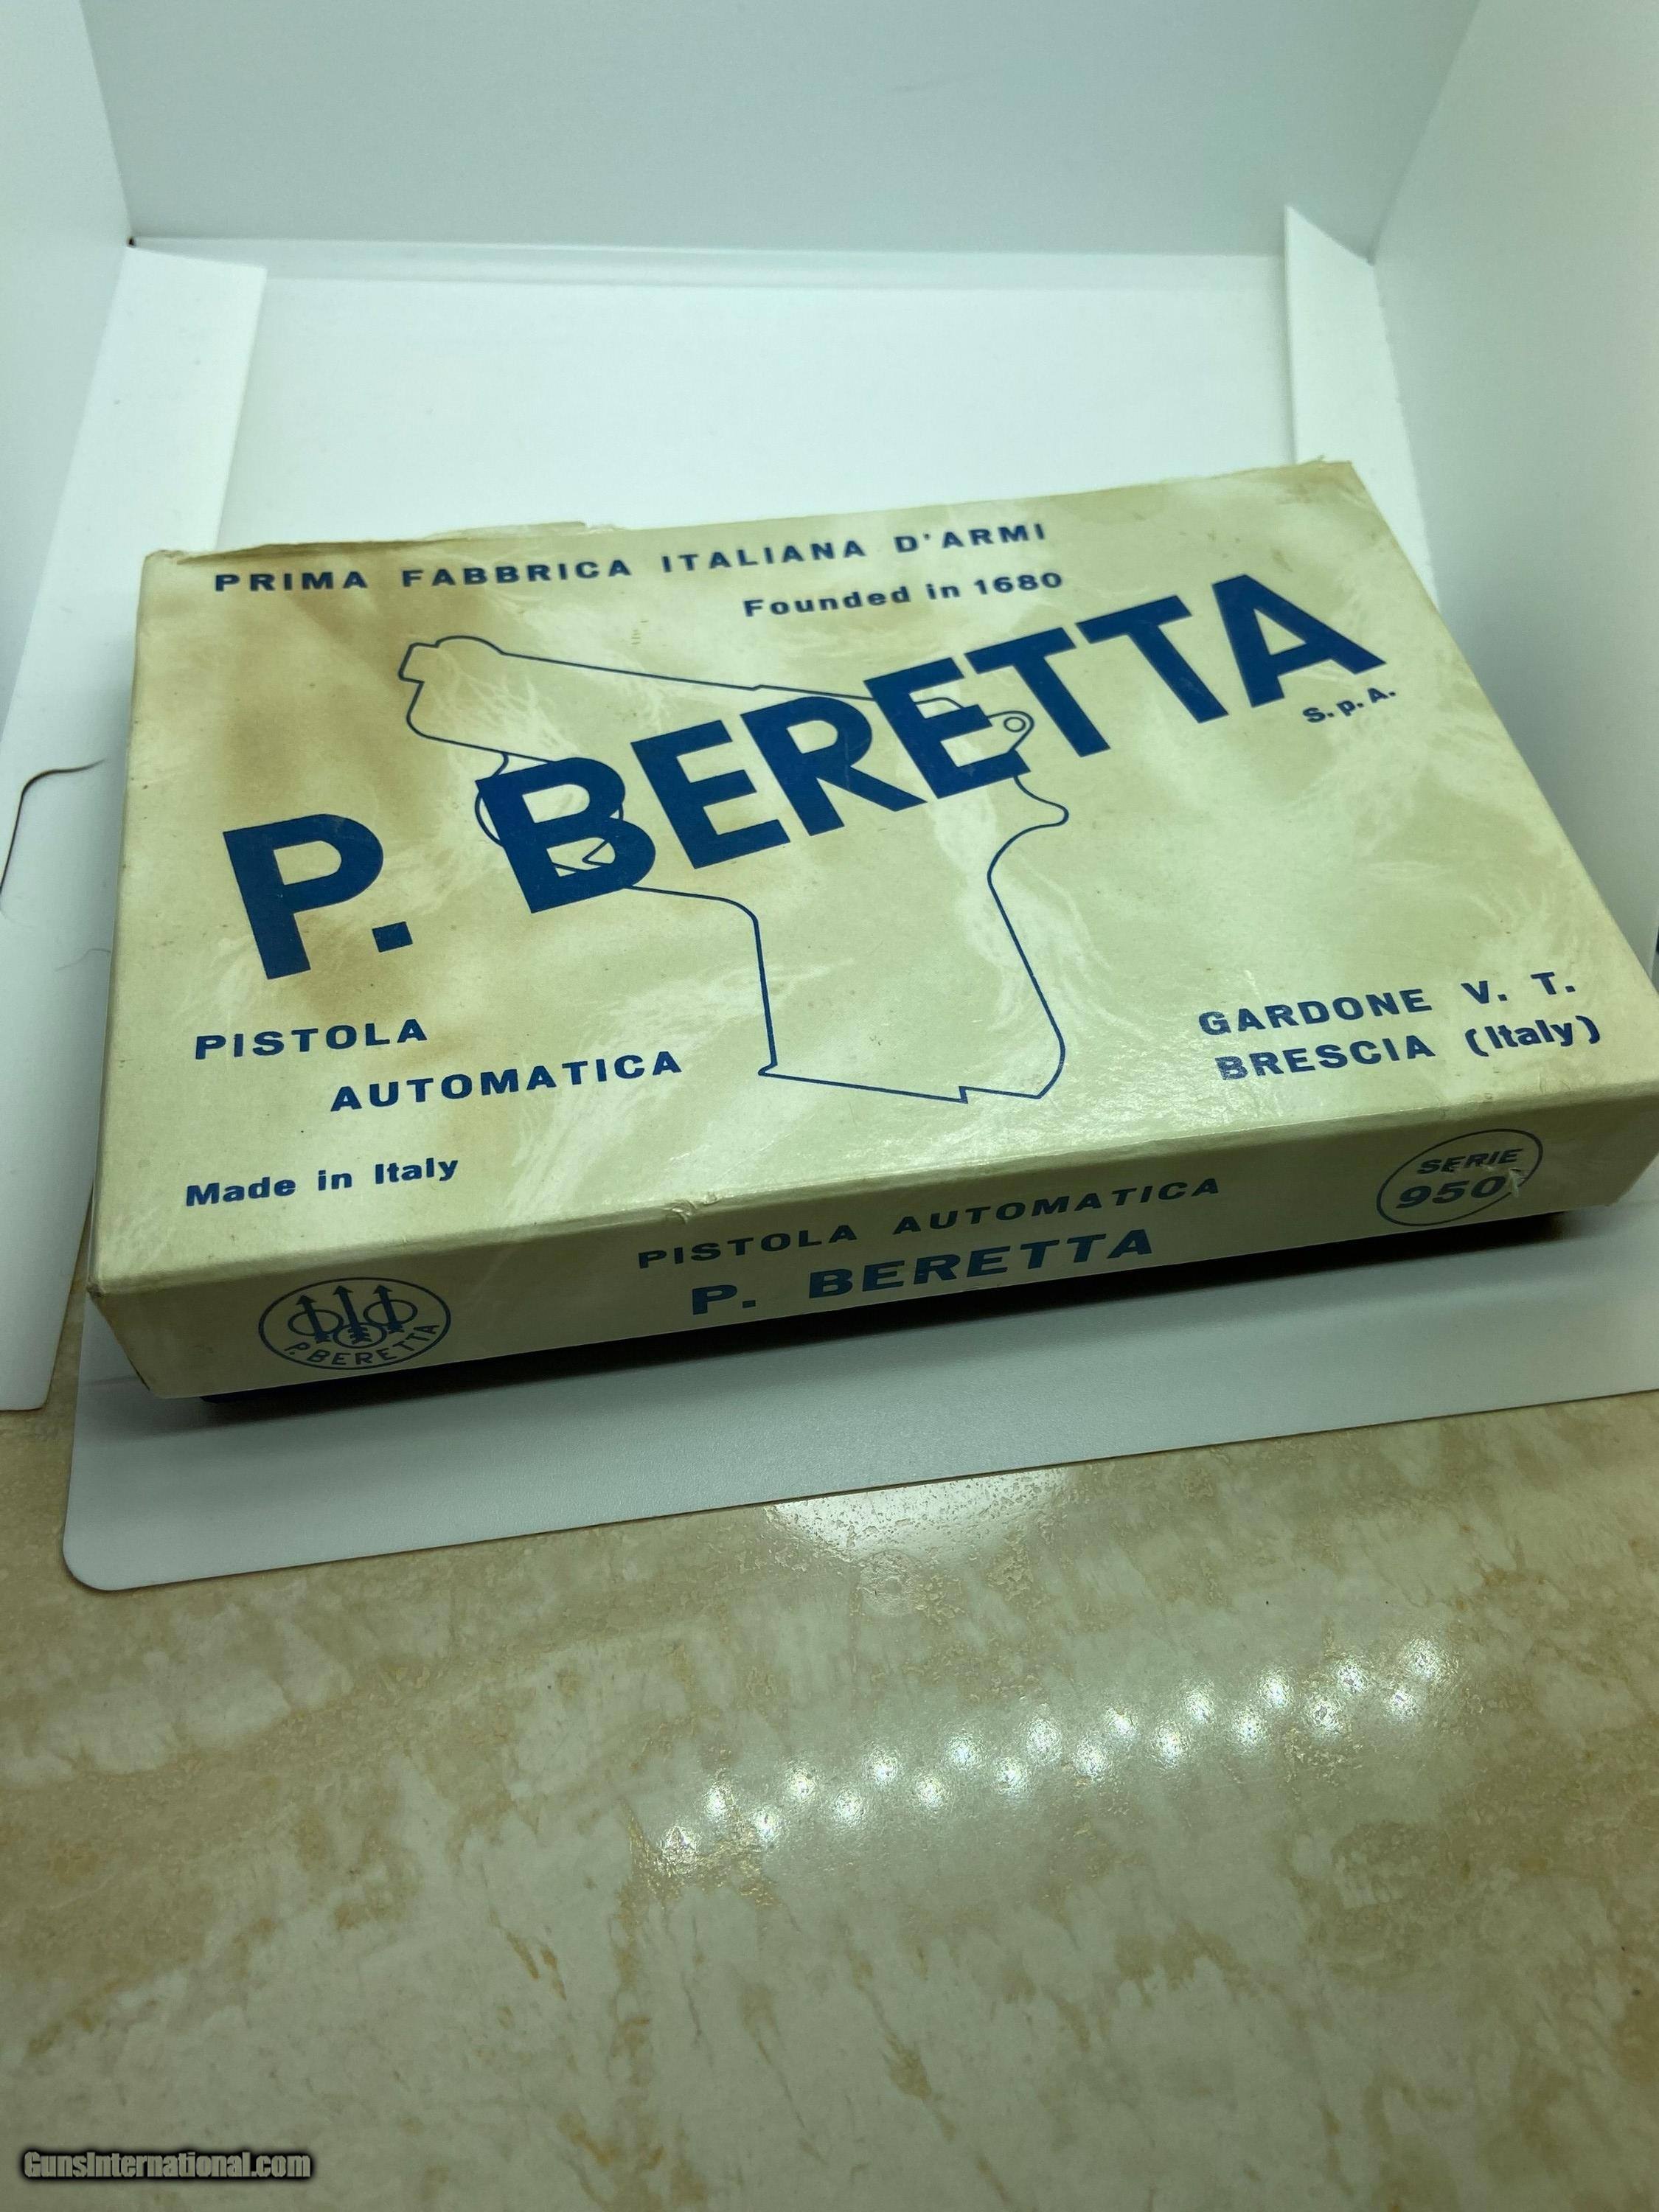 PRIMA FABBRICA ITALIANA D'ARMI
Founded in 1680
P. BERETTA
S.p.A.
PISTOLA
AUTOMATICA
Made in Italy
GARDONE V. T.
BRESCIA (Italy)
PISTOLA AUTOMATICA
P. BERETTA
SERIE
950
P. BERETTA
GunsInternational.com